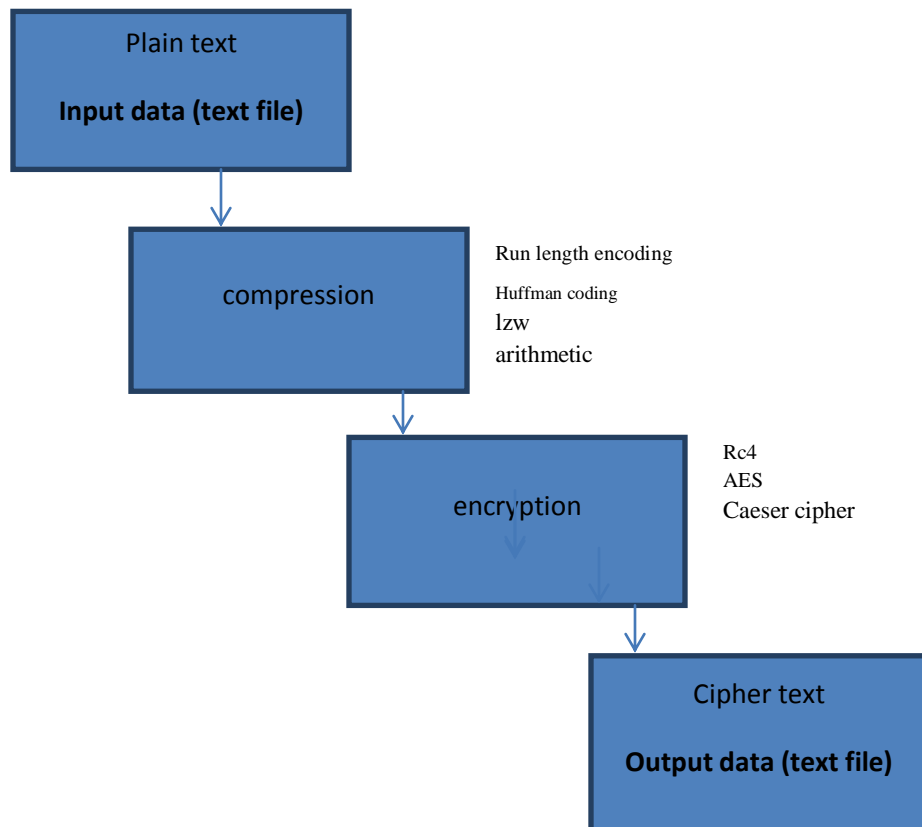 Plain text
Input data (text file)
compression
Run length encoding
Huffman coding
lzw
arithmetic
encryption
Rc4
AES
Caeser cipher
Cipher text
Output data (text file)